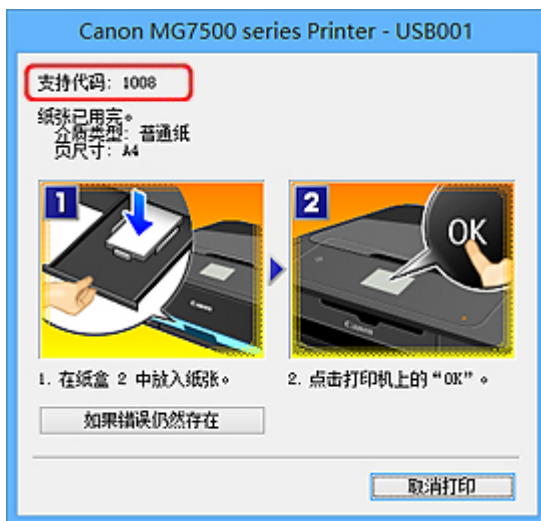 Canon MG7500 series Printer - USB001
支持代码: 1008
纸张已用完。
介质类型: 普通纸
页尺寸: A4
1
2
OK
Canon
Canon
1. 在纸盒 2 中放入纸张。
2. 点击打印机上的“OK”。
如果错误仍然存在
取消打印